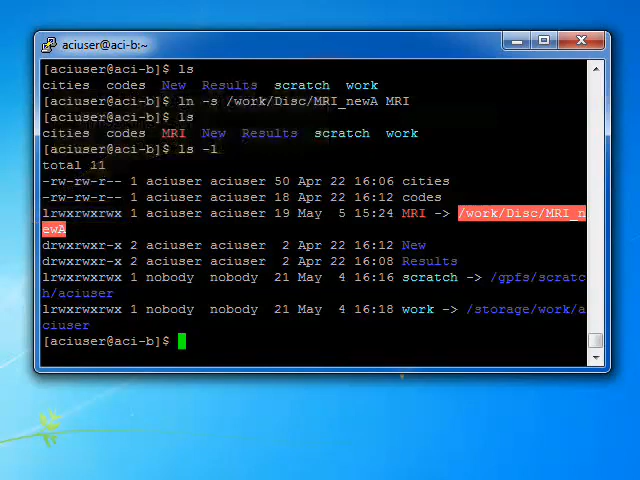 aciuser@aci-b:~
[aciuser@aci-b]$ ls
cities codes New Results scratch work
[aciuser@aci-b]$ ln -s /work/Disc/MRI_newA MRI
[aciuser@aci-b]$ ls
cities codes MRI New Results scratch work
[aciuser@aci-b]$ ls -l
total 11
-rw-rw-r-- 1 aciuser aciuser 50 Apr 22 16:06 cities
-rw-rw-r-- 1 aciuser aciuser 18 Apr 22 16:12 codes
lrwxrwxrwx 1 aciuser aciuser 19 May 5 15:24 MRI -> /work/Disc/MRI_n
ewA
drwxrwxr-x 2 aciuser aciuser 2 Apr 22 16:12 New
drwxrwxr-x 2 aciuser aciuser 2 Apr 22 16:08 Results
lrwxrwxrwx 1 nobody nobody 21 May 4 16:16 scratch -> /gpfs/scratc
h/aciuser
lrwxrwxrwx 1 nobody nobody 21 May 4 16:18 work -> /storage/work/a
ciuser
[aciuser@aci-b]$